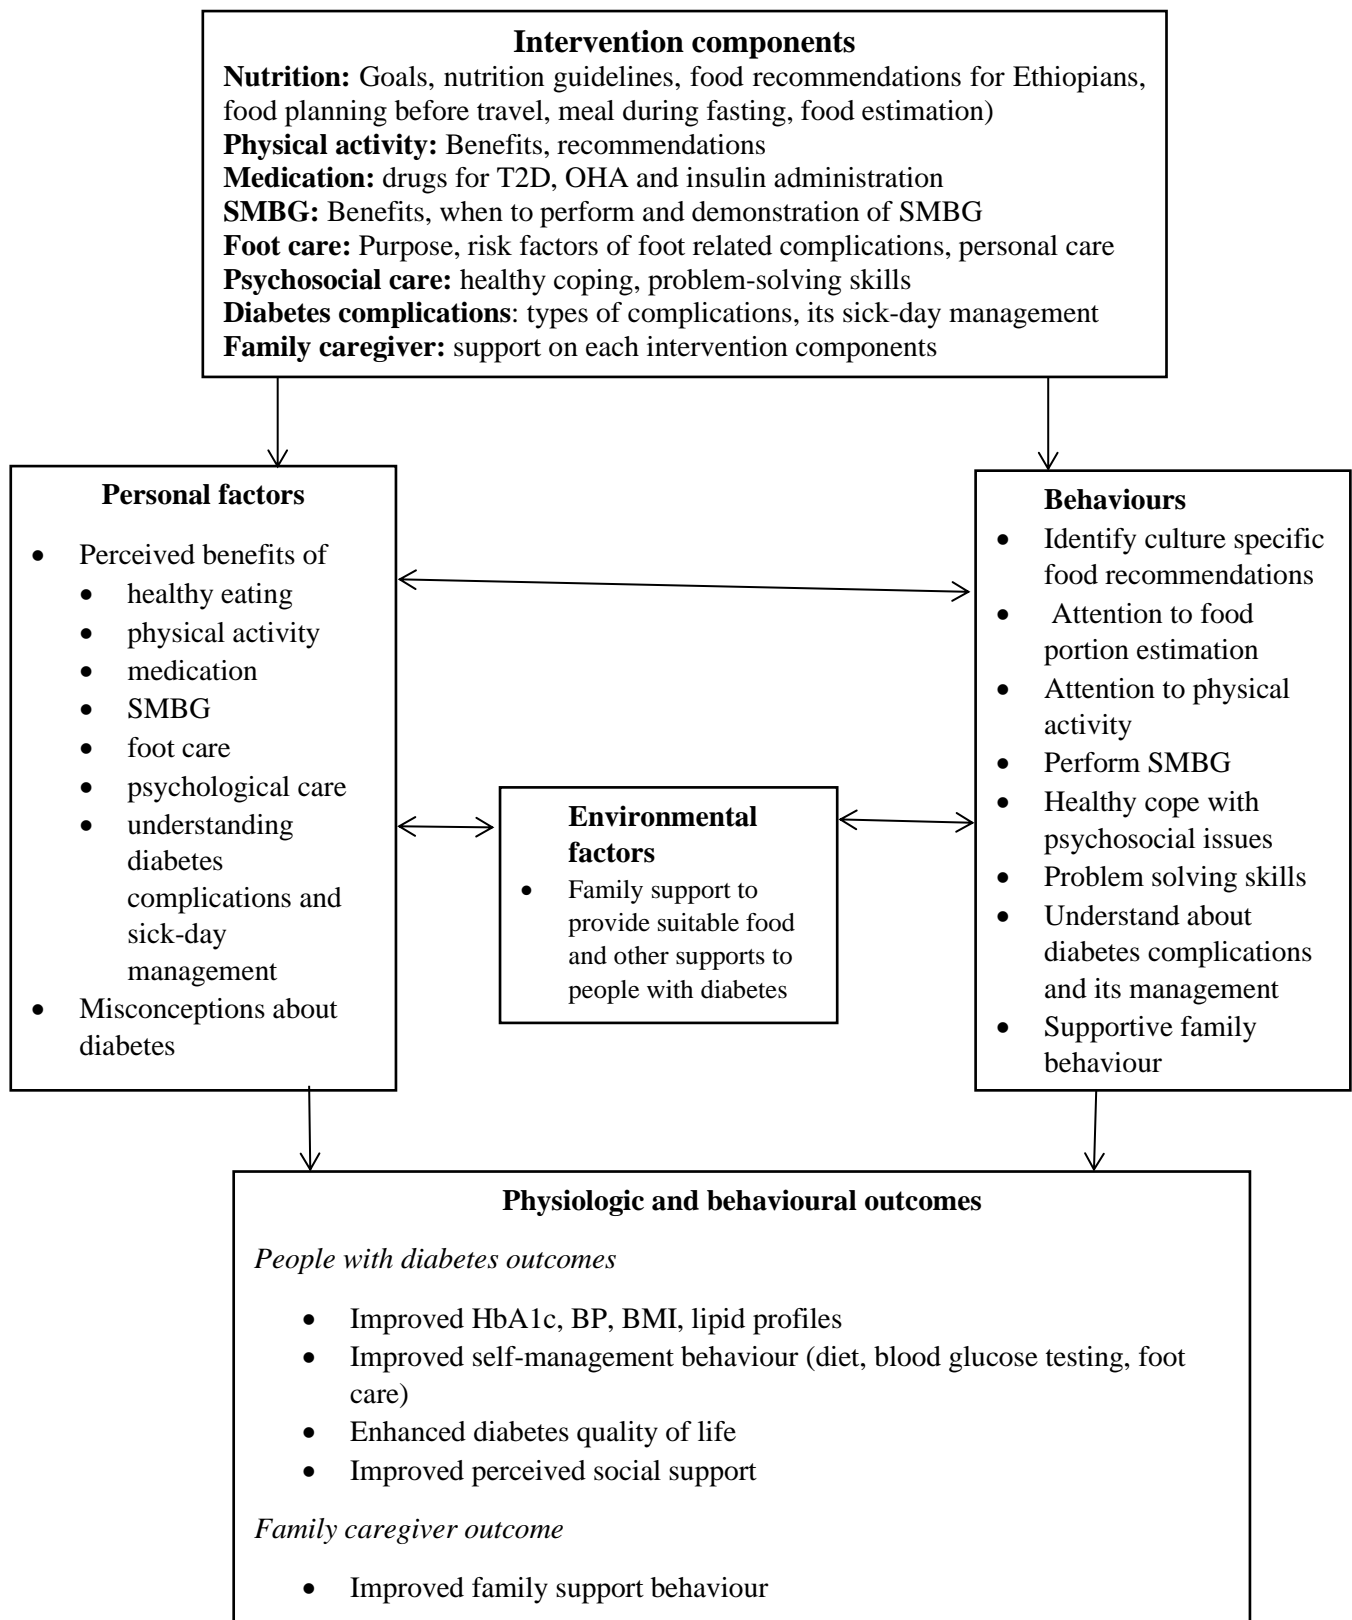 Intervention components
Nutrition: Goals, nutrition guidelines, food recommendations for Ethiopians,
food planning before travel, meal during fasting, food estimation)
Physical activity: Benefits, recommendations
Medication: drugs for T2D, OHA and insulin administration
SMBG: Benefits, when to perform and demonstration of SMBG
Foot care: Purpose, risk factors of foot related complications, personal care
Psychosocial care: healthy coping, problem-solving skills
Diabetes complications: types of complications, its sick-day management
Family caregiver: support on each intervention components
Personal factors
• Perceived benefits of
• healthy eating
• physical activity
• medication
• SMBG
• foot care
• psychological care
• understanding
diabetes
complications and
sick-day
management
• Misconceptions about
diabetes
Environmental
factors
• Family support to
provide suitable food
and other supports to
people with diabetes
Behaviours
• Identify culture specific
food recommendations
• Attention to food
portion estimation
• Attention to physical
activity
• Perform SMBG
• Healthy cope with
psychosocial issues
• Problem solving skills
• Understand about
diabetes complications
and its management
• Supportive family
behaviour
Physiologic and behavioural outcomes
People with diabetes outcomes
• Improved HbA1c, BP, BMI, lipid profiles
• Improved self-management behaviour (diet, blood glucose testing, foot
care)
• Enhanced diabetes quality of life
• Improved perceived social support
Family caregiver outcome
• Improved family support behaviour